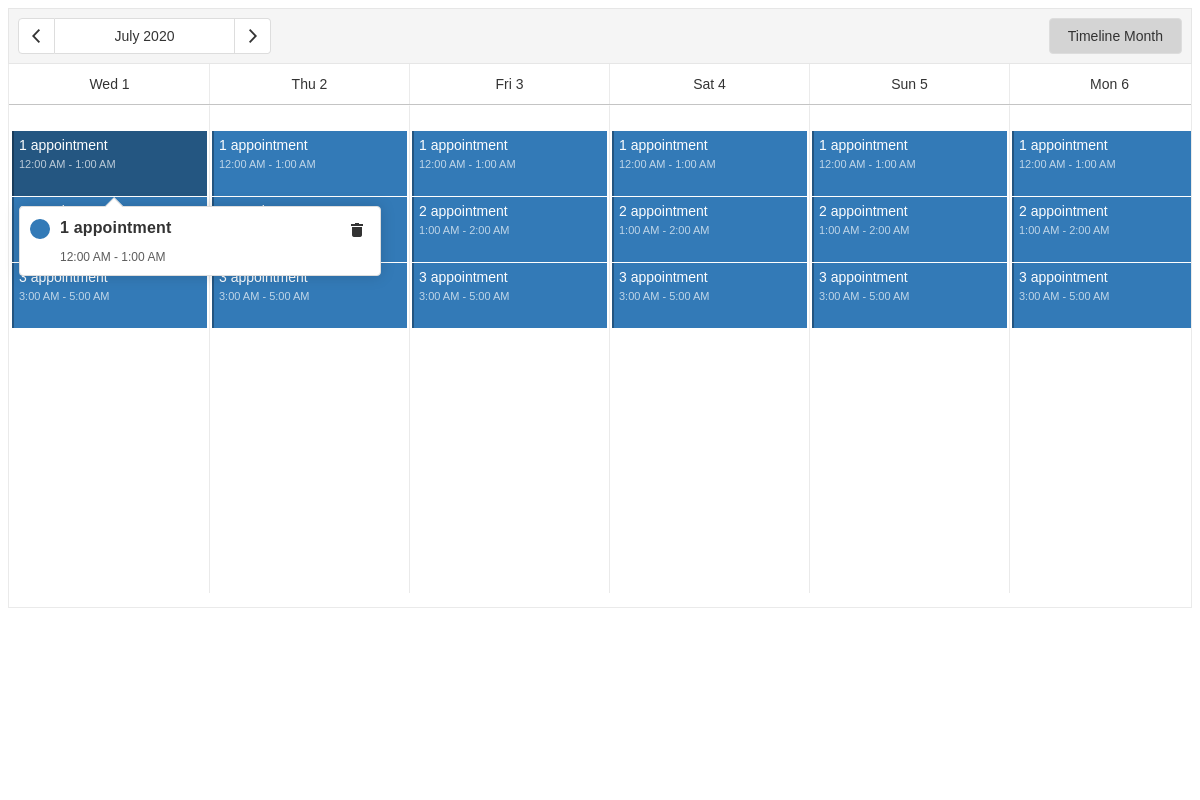 July 2020
Timeline Month
Wed 1
Thu 2
Fri 3
Sat 4
Sun 5
Mon 6
1 appointment
12:00 AM - 1:00 AM
1 appointment
12:00 AM - 1:00 AM
1 appointment
12:00 AM - 1:00 AM
1 appointment
12:00 AM - 1:00 AM
1 appointment
12:00 AM - 1:00 AM
1 appointment
12:00 AM - 1:00 AM
1 appointment
12:00 AM - 1:00 AM
2 appointment
1:00 AM - 2:00 AM
2 appointment
1:00 AM - 2:00 AM
2 appointment
1:00 AM - 2:00 AM
2 appointment
1:00 AM - 2:00 AM
3 appointment
3:00 AM - 5:00 AM
3 appointment
3:00 AM - 5:00 AM
3 appointment
3:00 AM - 5:00 AM
3 appointment
3:00 AM - 5:00 AM
3 appointment
3:00 AM - 5:00 AM
3 appointment
3:00 AM - 5:00 AM